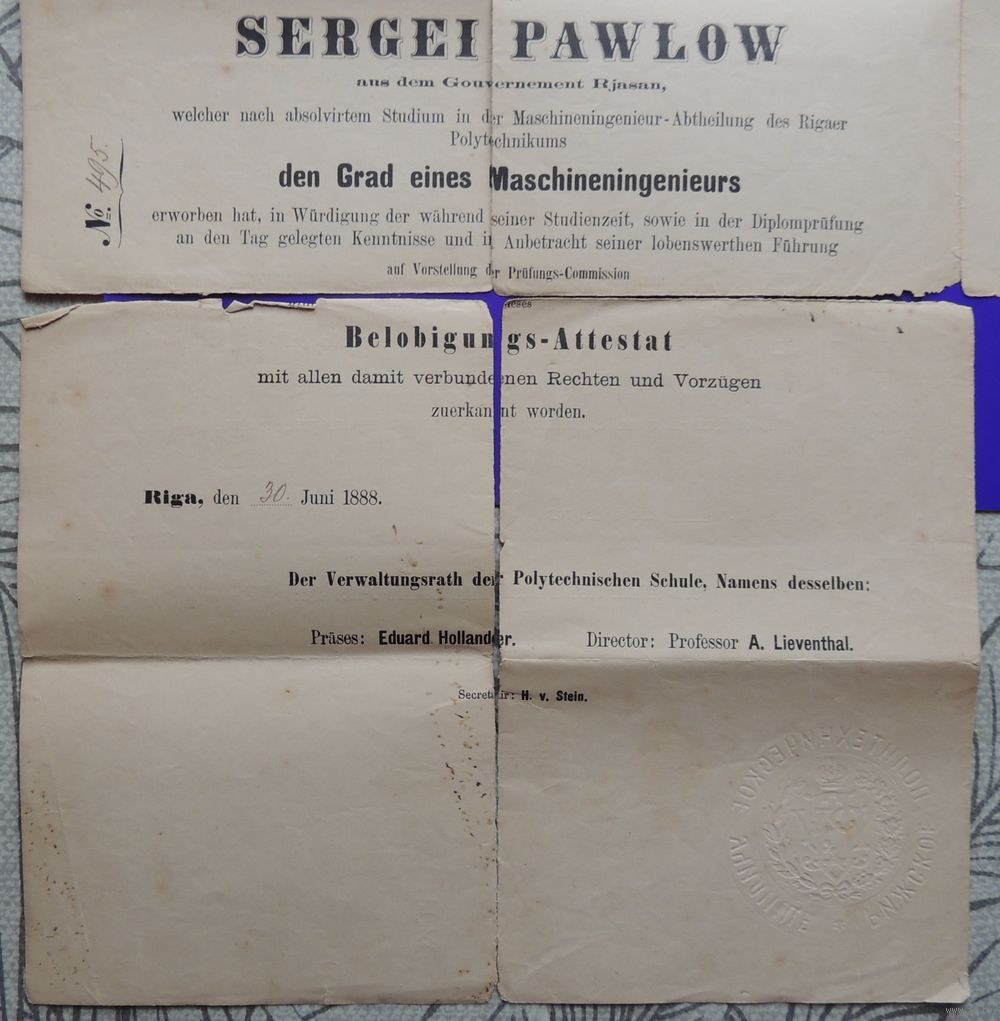 SERGEI PAWLOW
aus dem Gouvernement Rjasan,
welcher nach absolvirtem Studium in der Maschineningenieur-Abtheilung des Rigaer
Polytechnikums
den Grad eines Maschineningenieurs
No. 495.
erworben hat, in Würdigung der während seiner Studienzeit, sowie in der Diplomprüfung
an den Tag gelegten Kenntnisse und in Anbetracht seiner lobenswerthen Führung
auf Vorstellung der Prüfungs-Commission
dieses
Belobigungs-Attestat
mit allen damit verbundenen Rechten und Vorzügen
zuerkannt worden.
Riga, den 30. Juni 1888.
Der Verwaltungsrath der Polytechnischen Schule, Namens desselben:
Präses: Eduard Hollander.
Director: Professor A. Lieventhal.
Secretair: H. v. Stein.